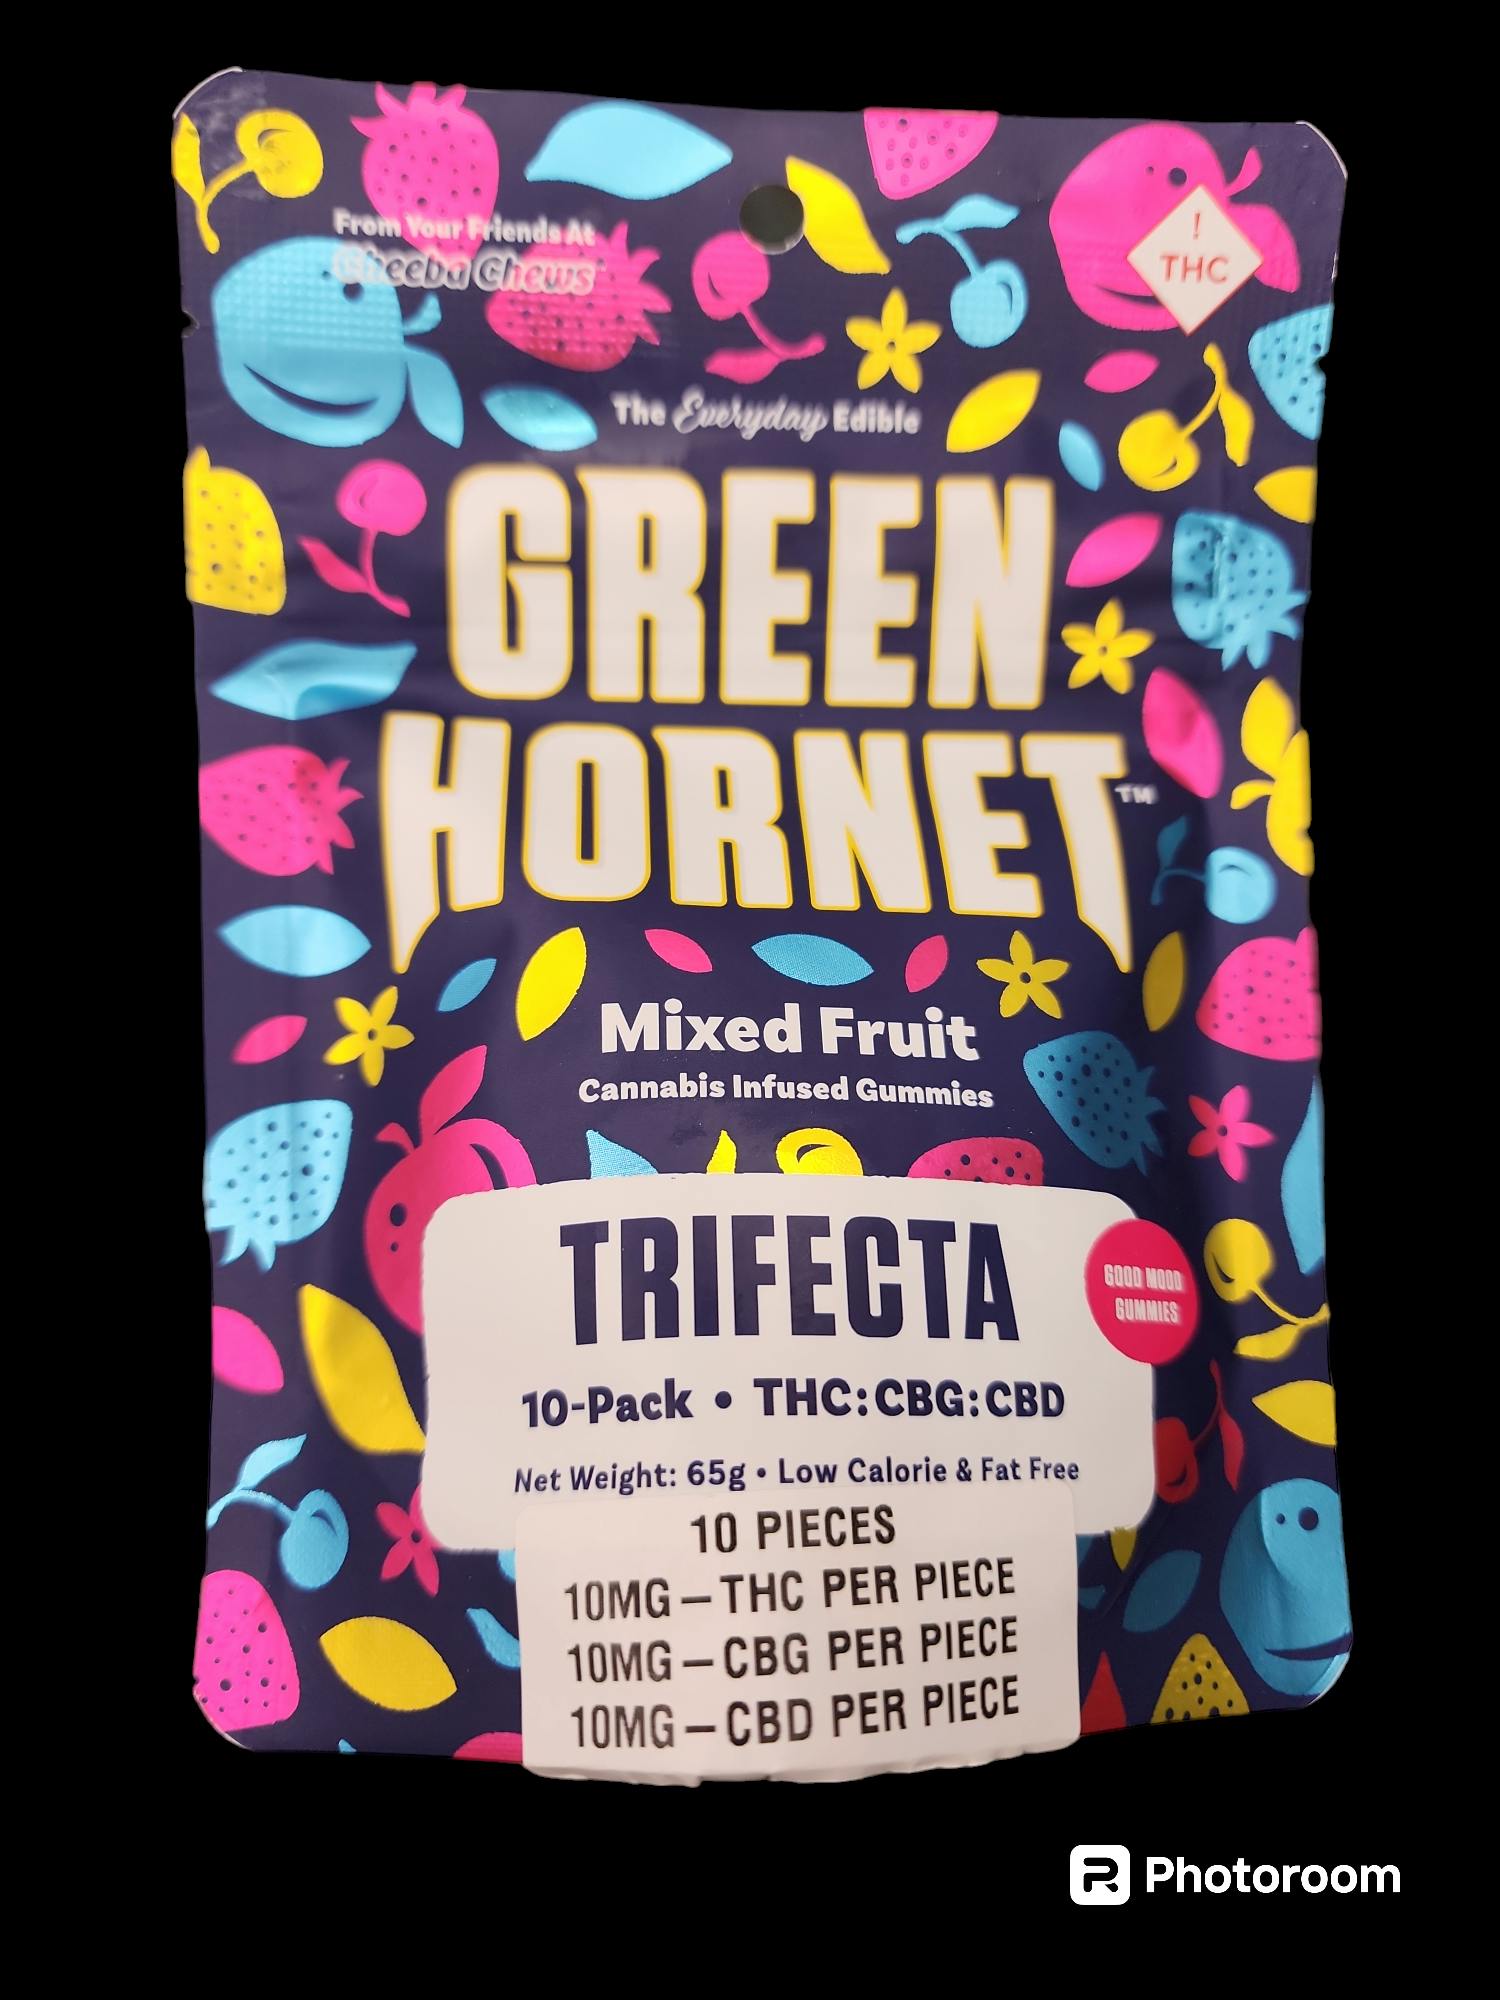 From Your Friends At
Cheeba Chews
!
THC
The Everyday Edible
GREEN
HORNET™
Mixed Fruit
Cannabis Infused Gummies
TRIFECTA
GOOD MOOD
GUMMIES
10-Pack • THC:CBG:CBD
Net Weight: 65g • Low Calorie & Fat Free
10 PIECES
10MG – THC PER PIECE
10MG – CBG PER PIECE
10MG – CBD PER PIECE
Photoroom